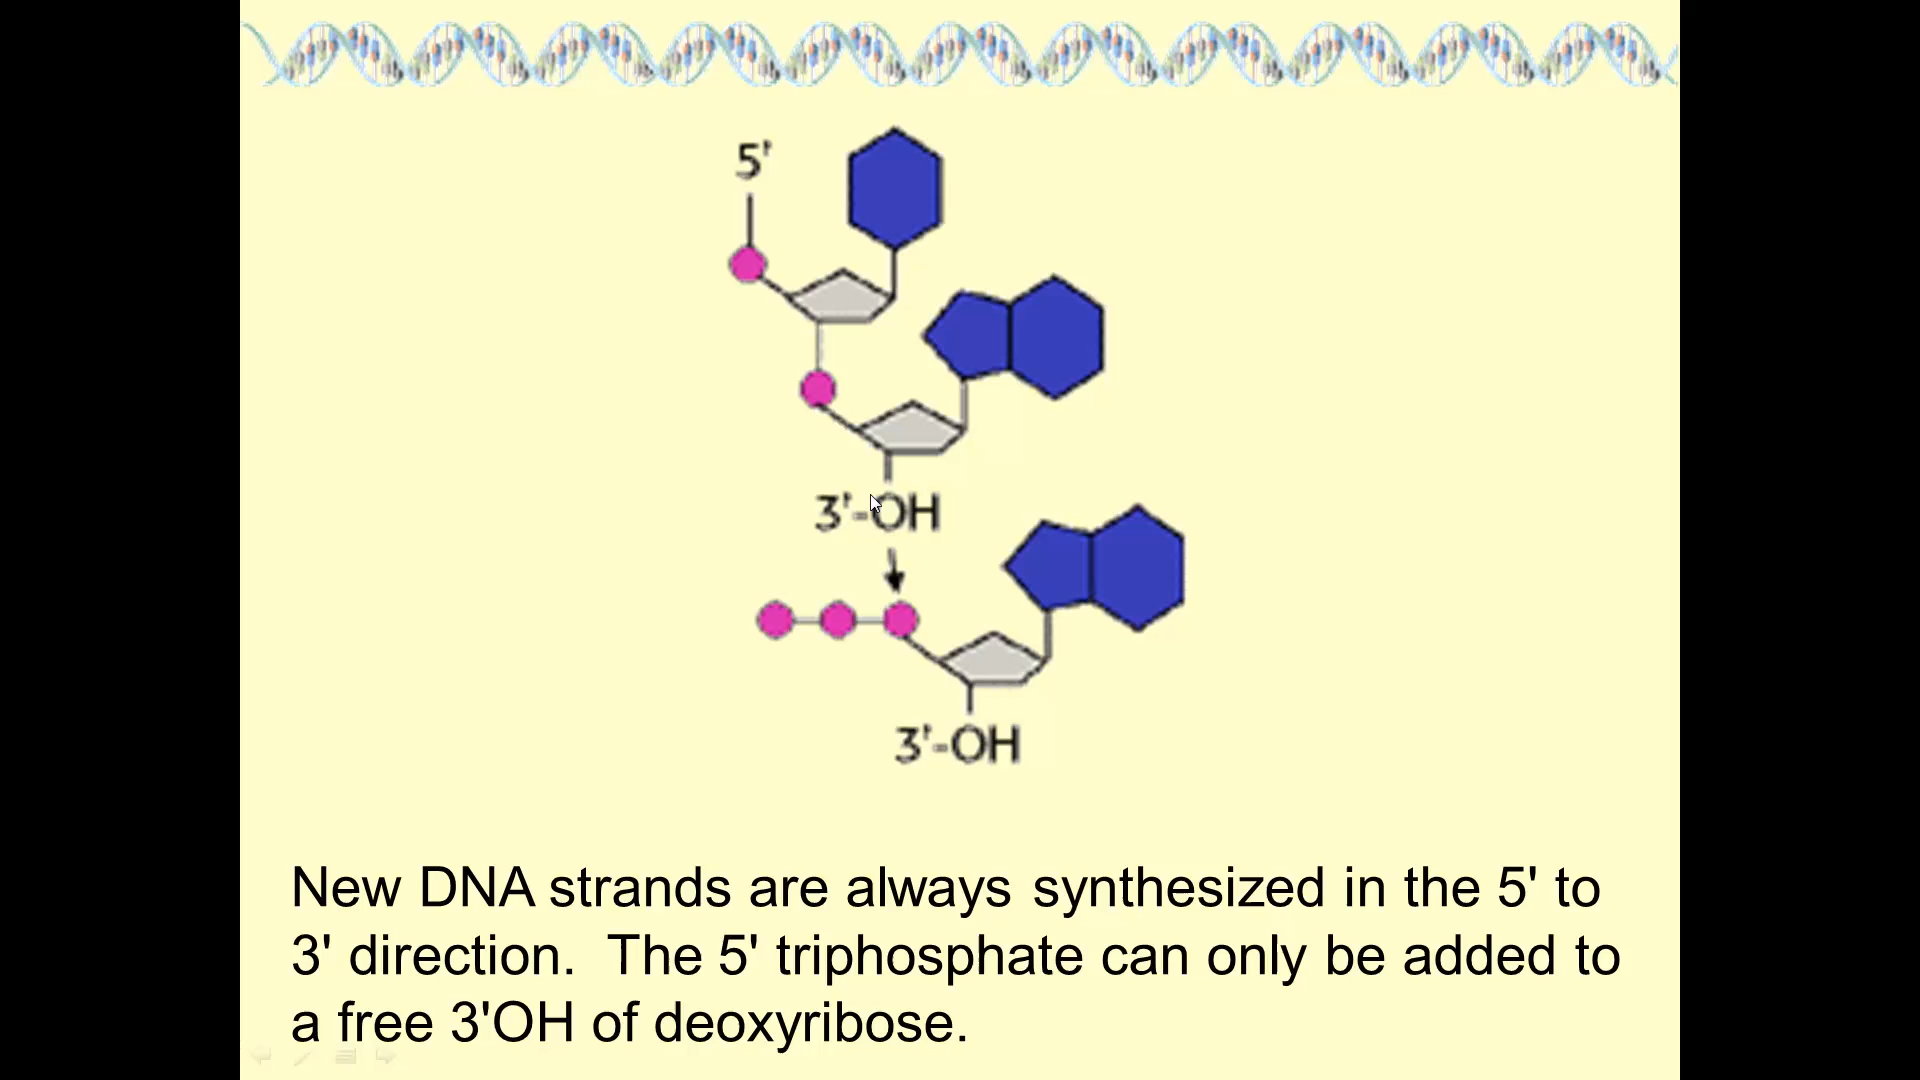 5'
3'-OH
3'-OH
New DNA strands are always synthesized in the 5' to
3' direction.  The 5' triphosphate can only be added to
a free 3'OH of deoxyribose.